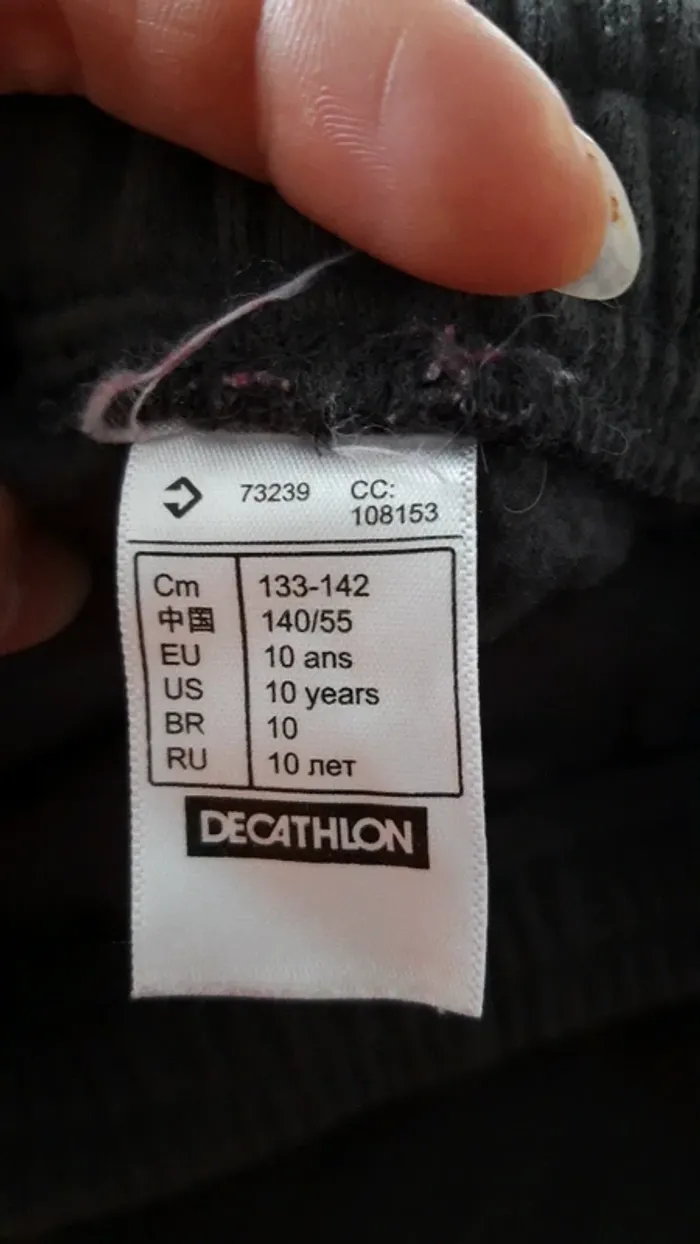 73239 CC:
108153
Cm 133-142
中国 140/55
EU 10 ans
US 10 years
BR 10
RU 10 лет
DECATHLON